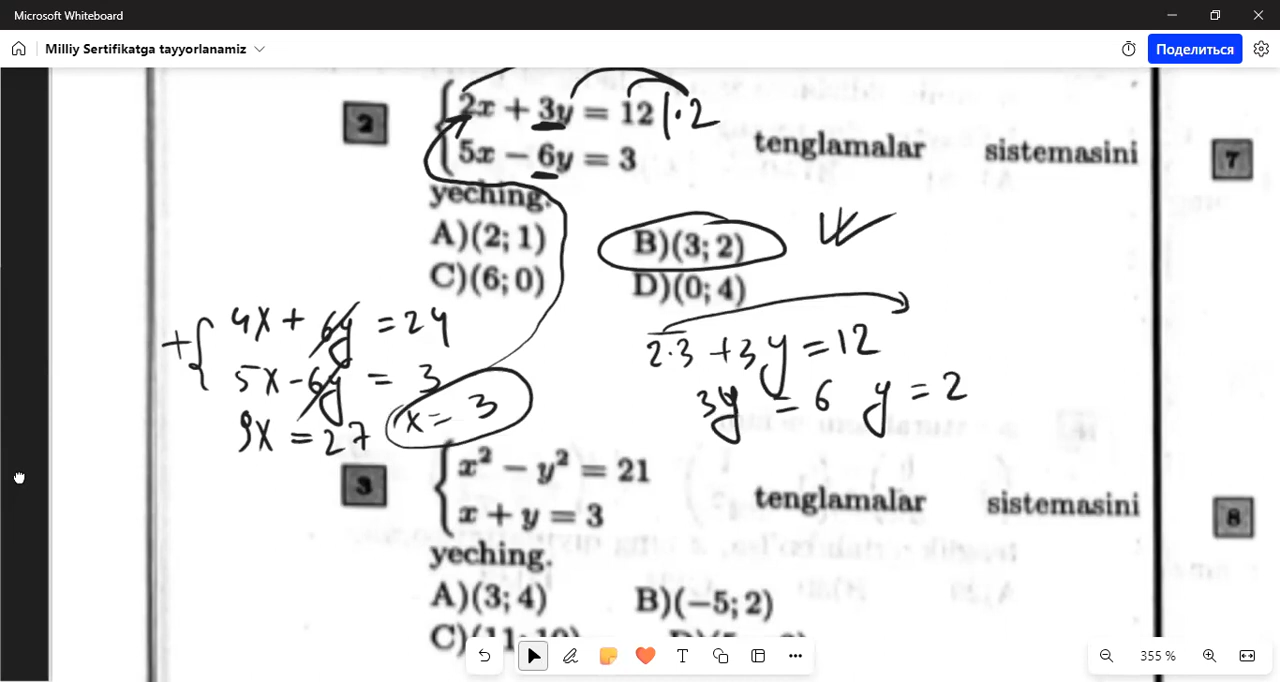 Microsoft Whiteboard
Milliy Sertifikatga tayyorlanamiz
Поделиться
2
2x + 3y = 12 | · 2
5x − 6y = 3
tenglamalar sistemasini
7
yeching.
A)(2; 1) B)(3; 2)
C)(6; 0) D)(0; 4)
+ 4x + 6y = 24
5x - 6y = 3
9x = 27 x = 3
2·3 + 3y = 12
3y = 6 y = 2
3
x² − y² = 21
x + y = 3
tenglamalar sistemasini
8
yeching.
A)(3; 4) B)(−5; 2)
355 %